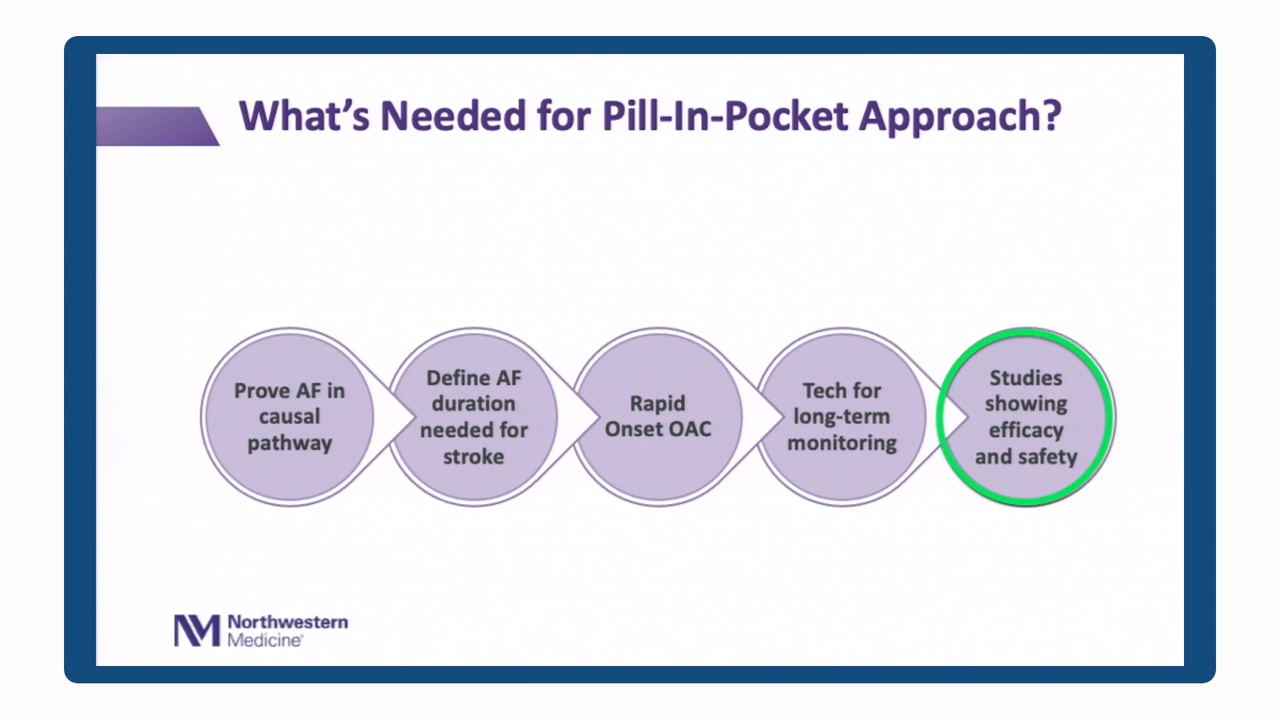 What’s Needed for Pill-In-Pocket Approach?
Prove AF in
causal
pathway
Define AF
duration
needed for
stroke
Rapid
Onset OAC
Tech for
long-term
monitoring
Studies
showing
efficacy
and safety
NM
Northwestern
Medicine®